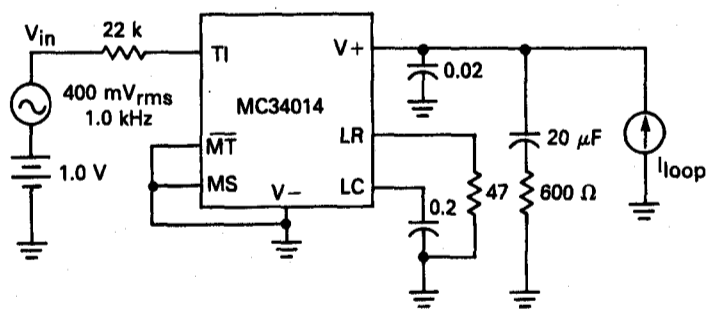 Vin
22 k
400 mVrms
1.0 kHz
1.0 V
TI
V+
MC34014
LR
MT
MS
V−
LC
0.02
0.2
47
20 µF
600 Ω
Iloop